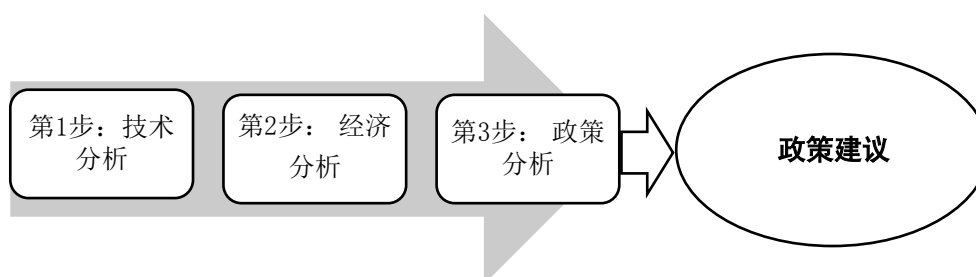 第1步：技术
分析
第2步： 经济
分析
第3步： 政策
分析
政策建议